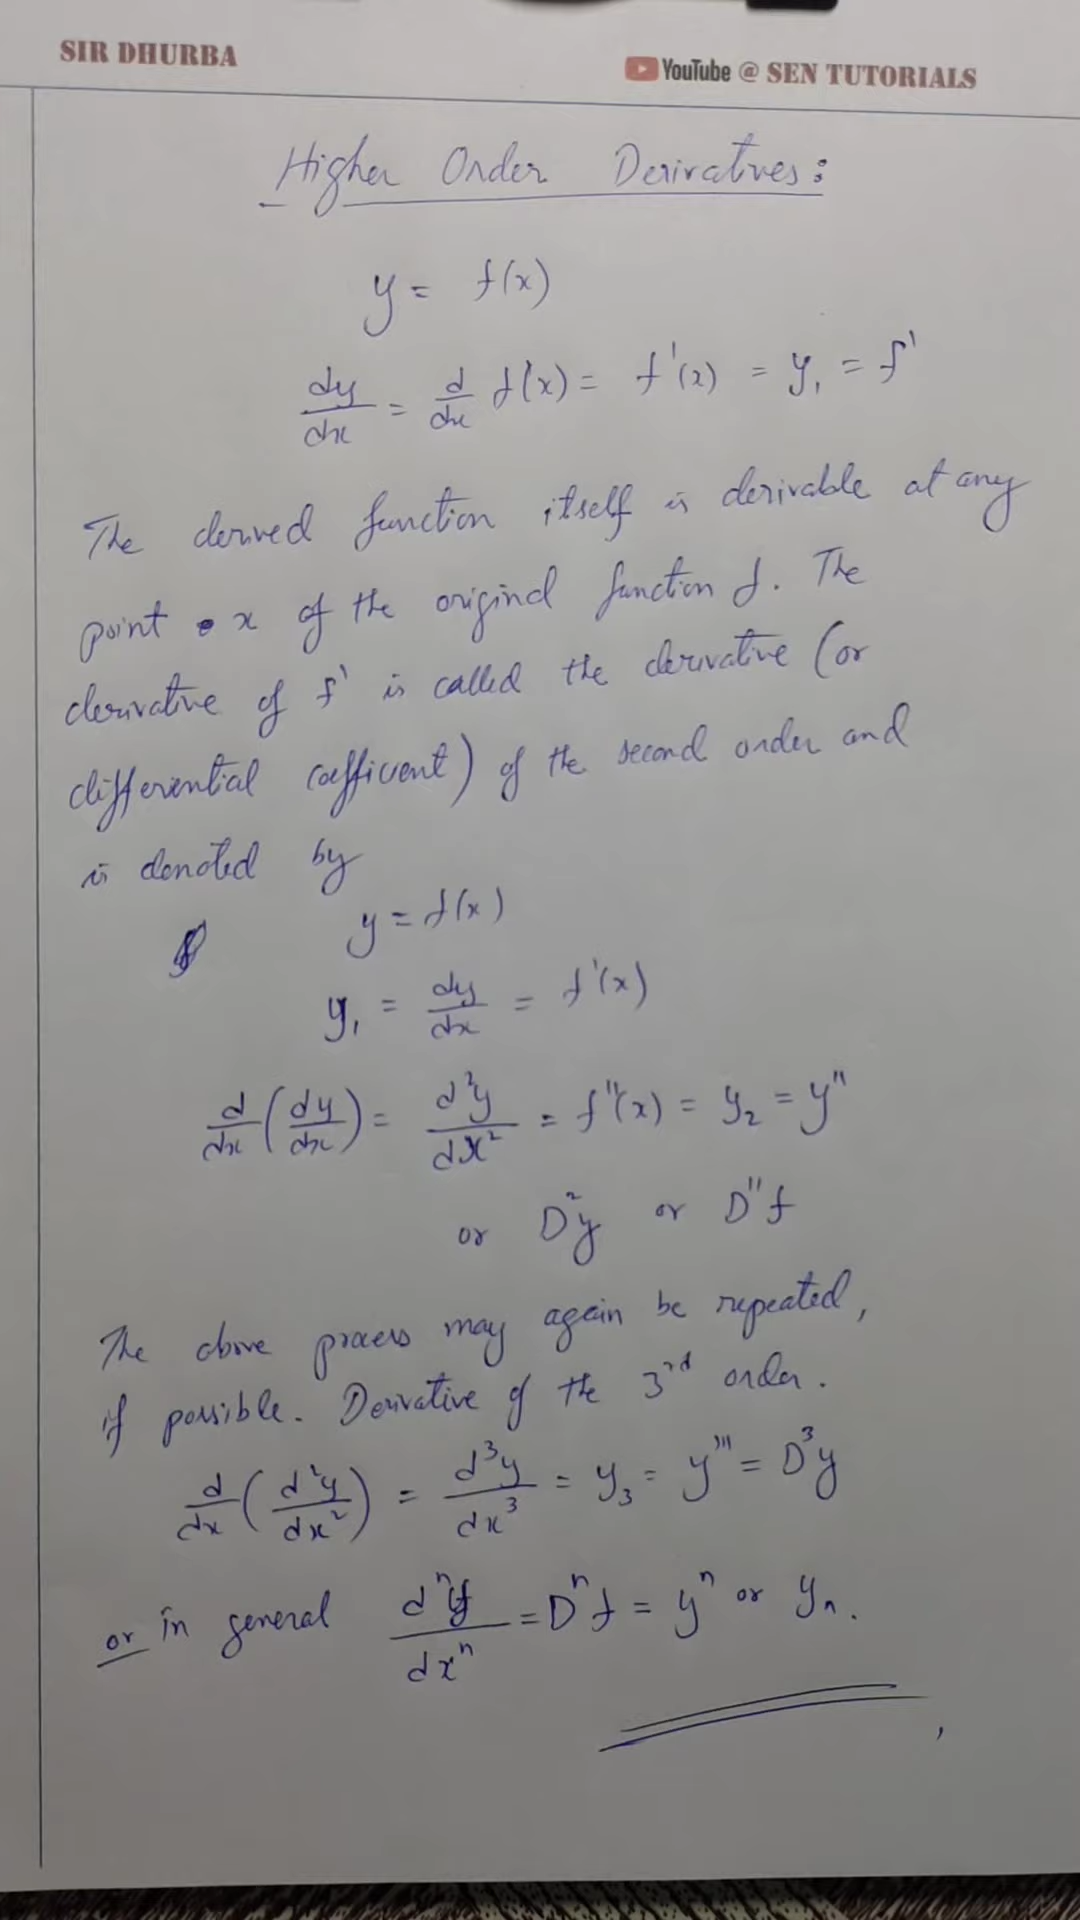 SIR DHURBA
YouTube @ SEN TUTORIALS
Higher Order Derivatives:
y = f(x)
dy/dx = d/dx f(x) = f'(x) = y₁ = f'
The derived function itself is derivable at any
point x of the original function f. The
derivative of f' is called the derivative (or
differential coefficient) of the second order and
is denoted by
y = f(x)
y₁ = dy/dx = f'(x)
d/dx (dy/dx) = d²y/dx² = f''(x) = y₂ = y''
or D²y or D''f
The above process may again be repeated,
if possible. Derivative of the 3rd order.
d/dx (d²y/dx²) = d³y/dx³ = y₃ = y''' = D³y
or in general dⁿy/dxⁿ = Dⁿf = yⁿ or yₙ.